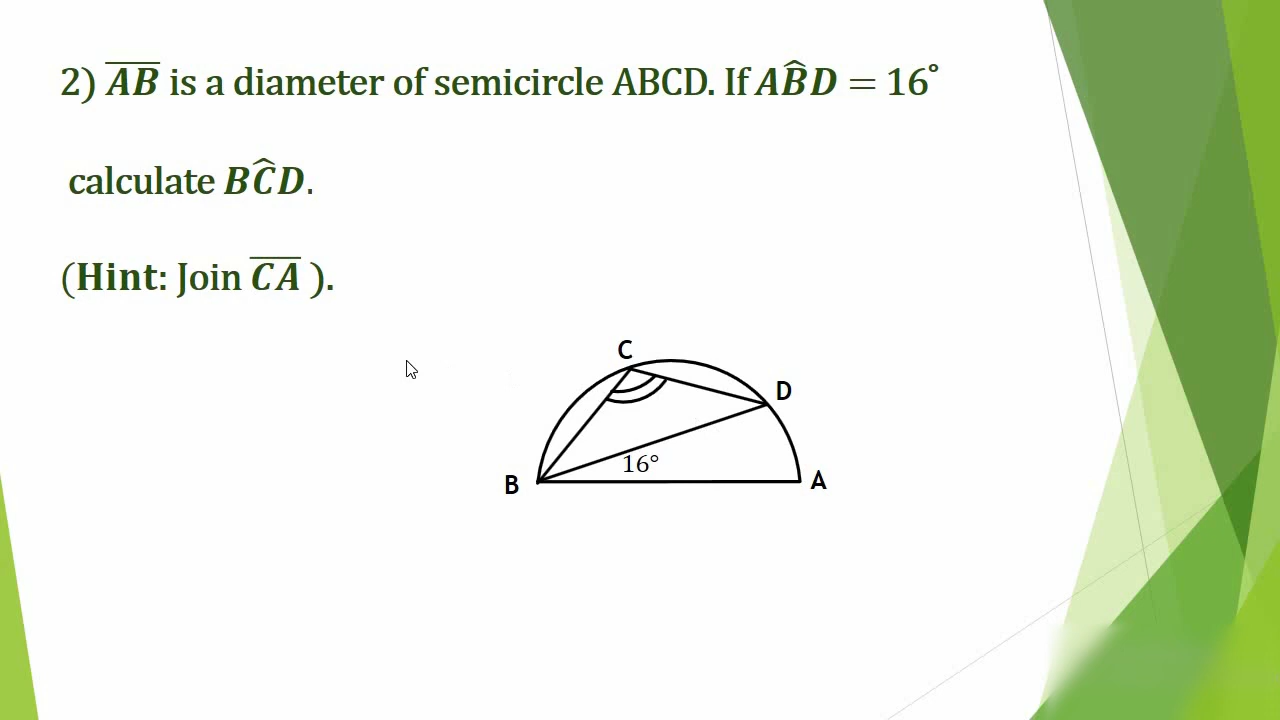 2) AB is a diameter of semicircle ABCD. If AB̂D = 16°
calculate BĈD.
(Hint: Join CA ).
C
D
16°
B
A